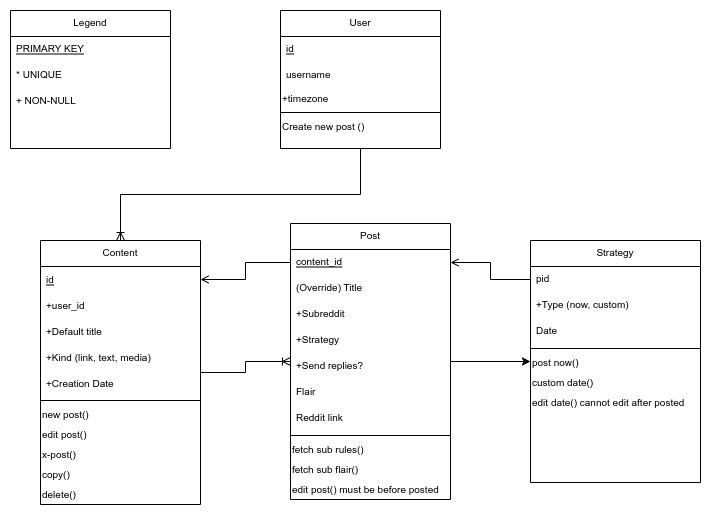 Legend
PRIMARY KEY
* UNIQUE
+ NON-NULL
User
id
username
+timezone
Create new post ()
Content
id
+user_id
+Default title
+Kind (link, text, media)
+Creation Date
new post()
edit post()
x-post()
copy()
delete()
Post
content_id
(Override) Title
+Subreddit
+Strategy
+Send replies?
Flair
Reddit link
fetch sub rules()
fetch sub flair()
edit post() must be before posted
Strategy
pid
+Type (now, custom)
Date
post now()
custom date()
edit date() cannot edit after posted